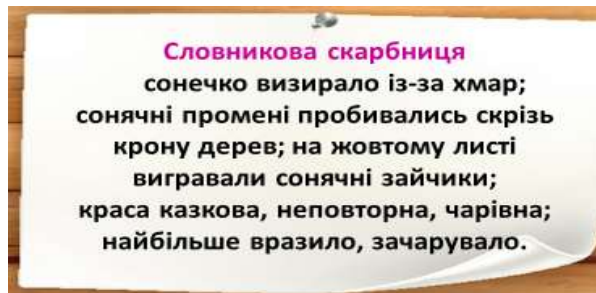 Словникова скарбниця
сонечко визирало із-за хмар;
сонячні промені пробивались скрізь
крону дерев; на жовтому листі
вигравали сонячні зайчики;
краса казкова, неповторна, чарівна;
найбільше вразило, зачарувало.